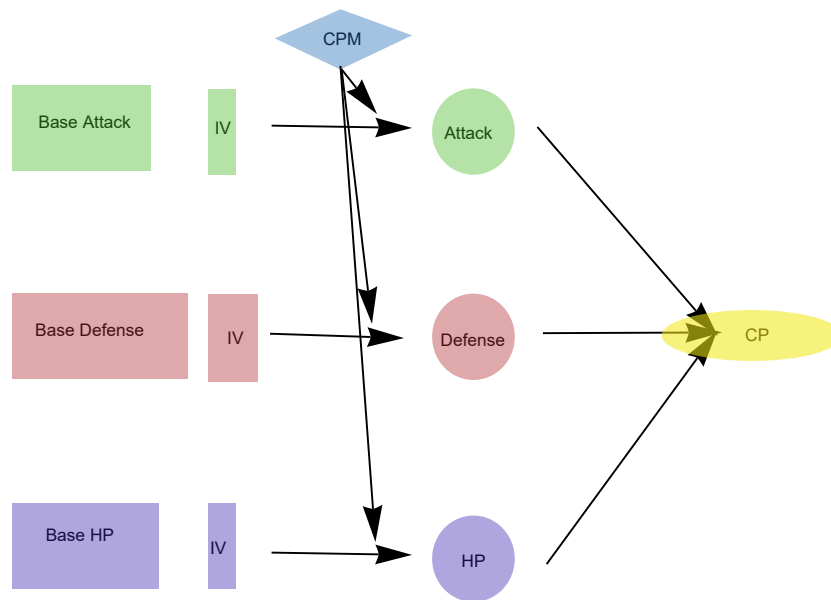 CPM
Base Attack
IV
Attack
Base Defense
IV
Defense
CP
Base HP
IV
HP